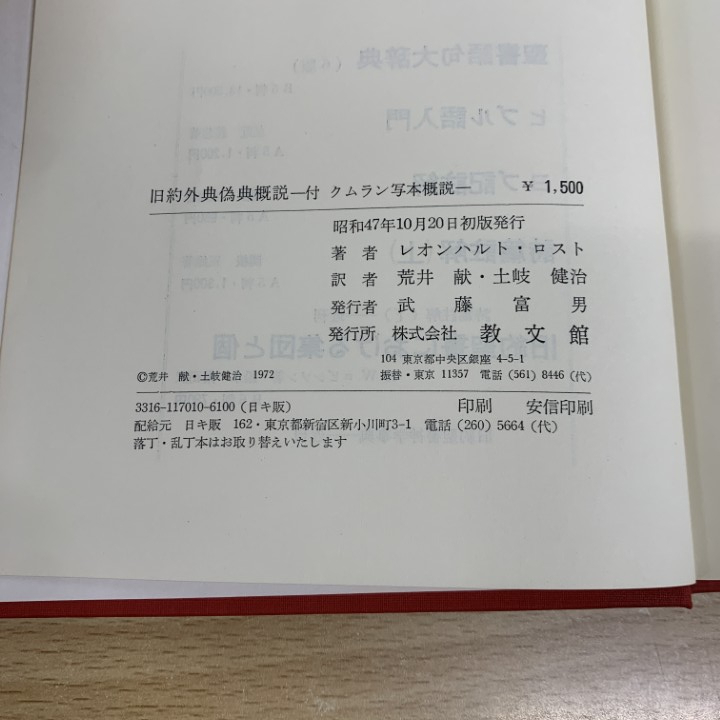 旧約外典偽典概説―付 クムラン写本概説― ¥ 1,500
昭和47年10月20日初版発行
著者 レオンハルト・ロスト
訳者 荒井 献・土岐 健治
発行者 武藤富男
発行所 株式会社 教文館
104 東京都中央区銀座 4-5-1
振替・東京 11357 電話 (561) 8446 (代)
©荒井 献・土岐健治 1972
3316-117010-6100 (日キ販) 印刷 安信印刷
配給元 日キ販 162・東京都新宿区新小川町3-1 電話 (260) 5664 (代)
落丁・乱丁本はお取り替えいたします